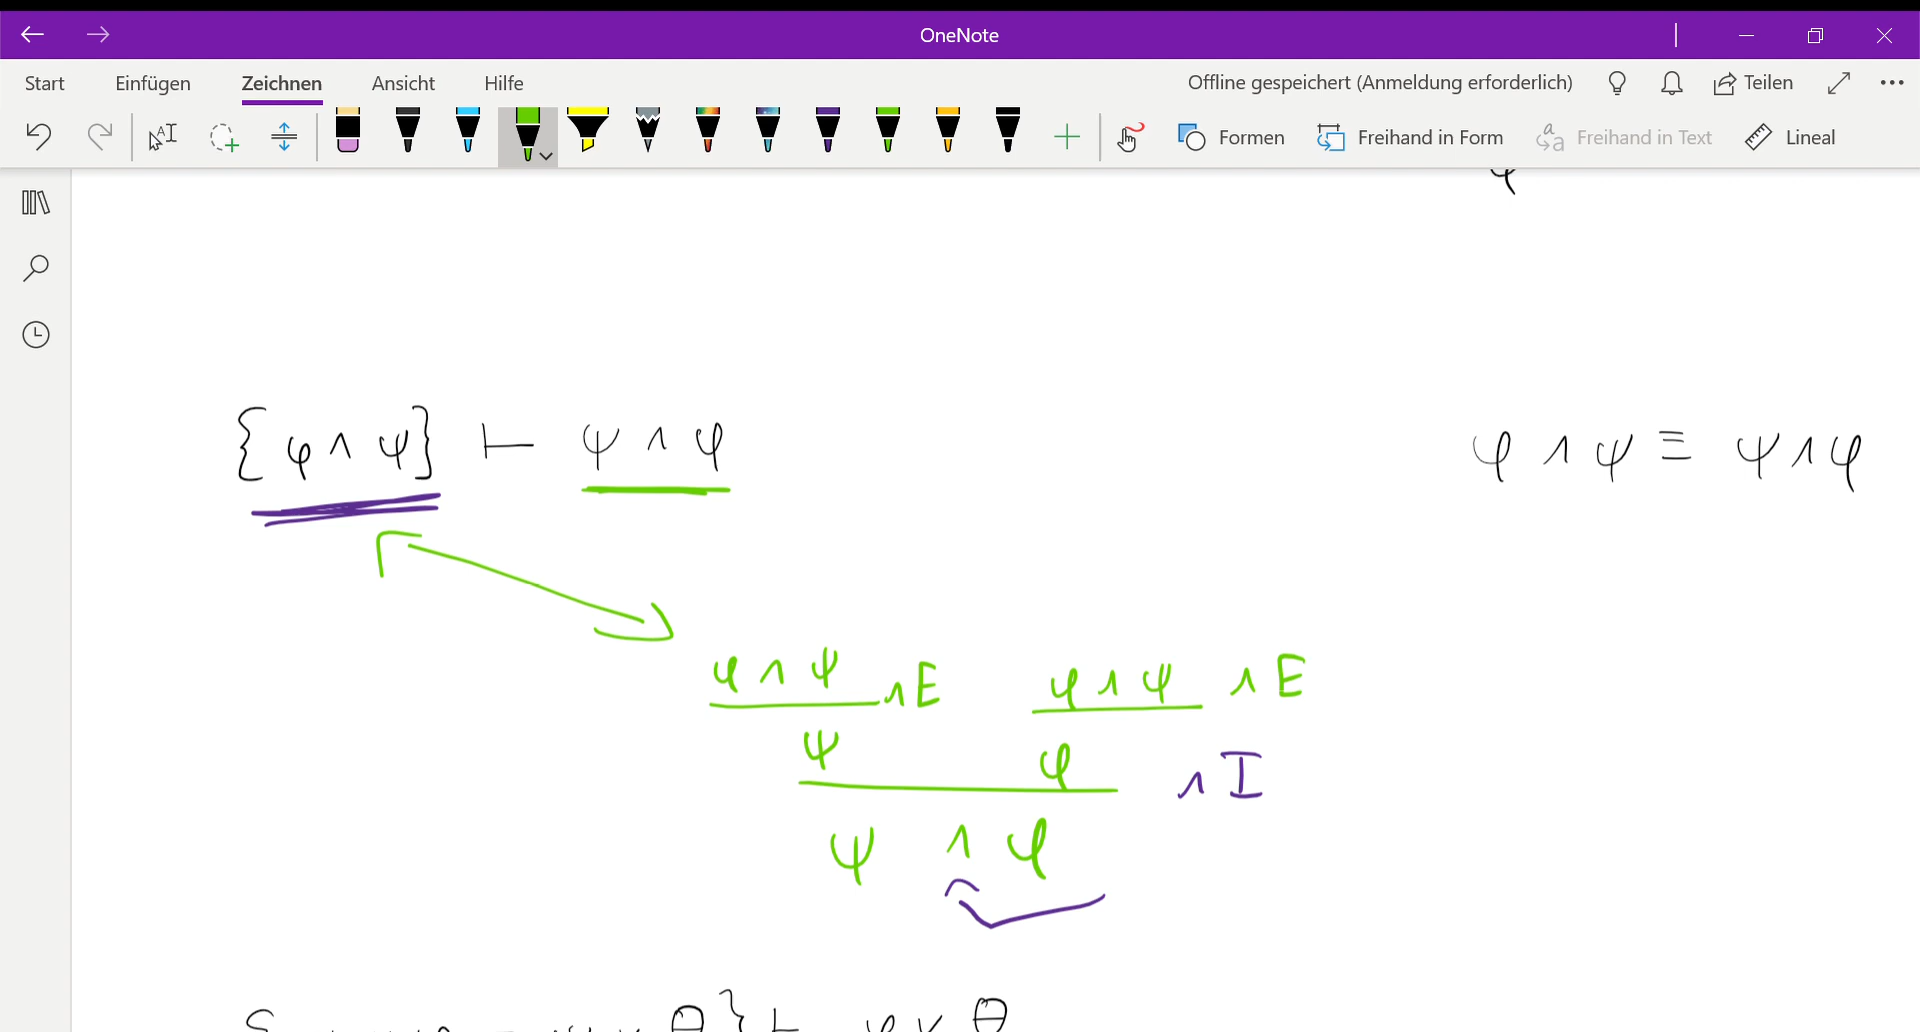 OneNote
Start Einfügen Zeichnen Ansicht Hilfe Offline gespeichert (Anmeldung erforderlich) Teilen
Formen Freihand in Form Freihand in Text Lineal
{φ ∧ ψ} ⊢ ψ ∧ φ φ ∧ ψ ≡ ψ ∧ φ
φ ∧ ψ ∧E φ ∧ ψ ∧E
ψ φ ∧I
ψ ∧ φ
θ} ⊢ φ ∨ θ